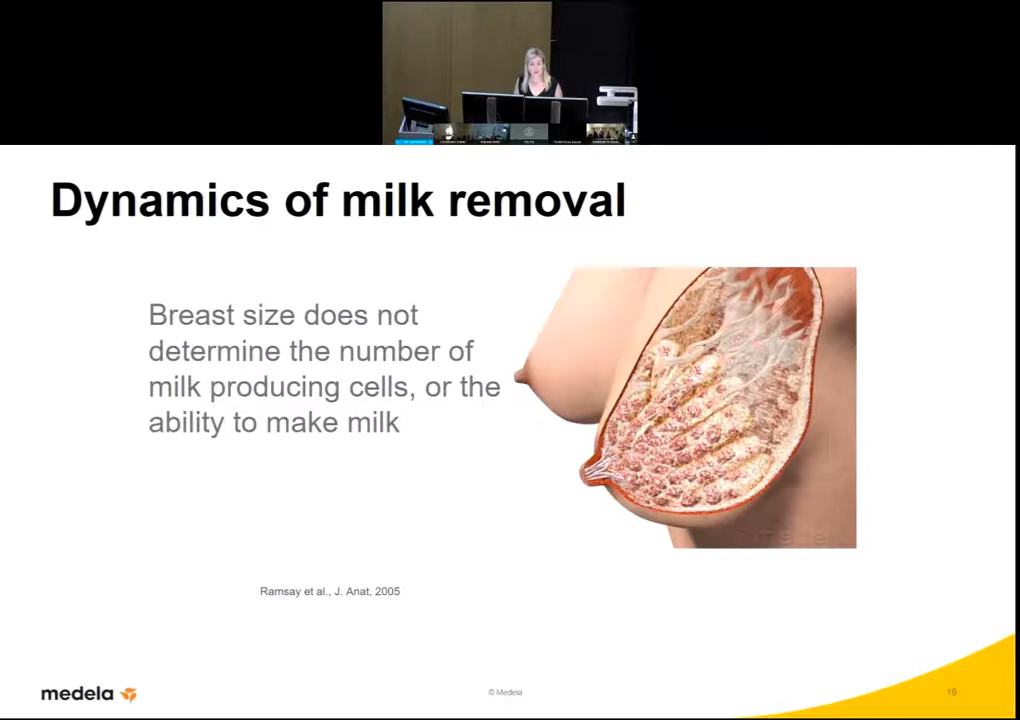 Dynamics of milk removal
Breast size does not
determine the number of
milk producing cells, or the
ability to make milk
Ramsay et al., J. Anat, 2005
medela
© Medela
19